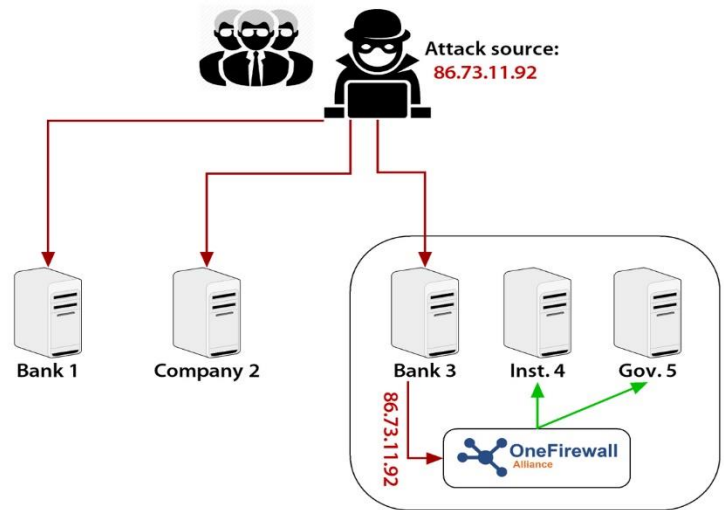 Attack source:
86.73.11.92
Bank 1
Company 2
Bank 3
Inst. 4
Gov. 5
86.73.11.92
OneFirewall
Alliance